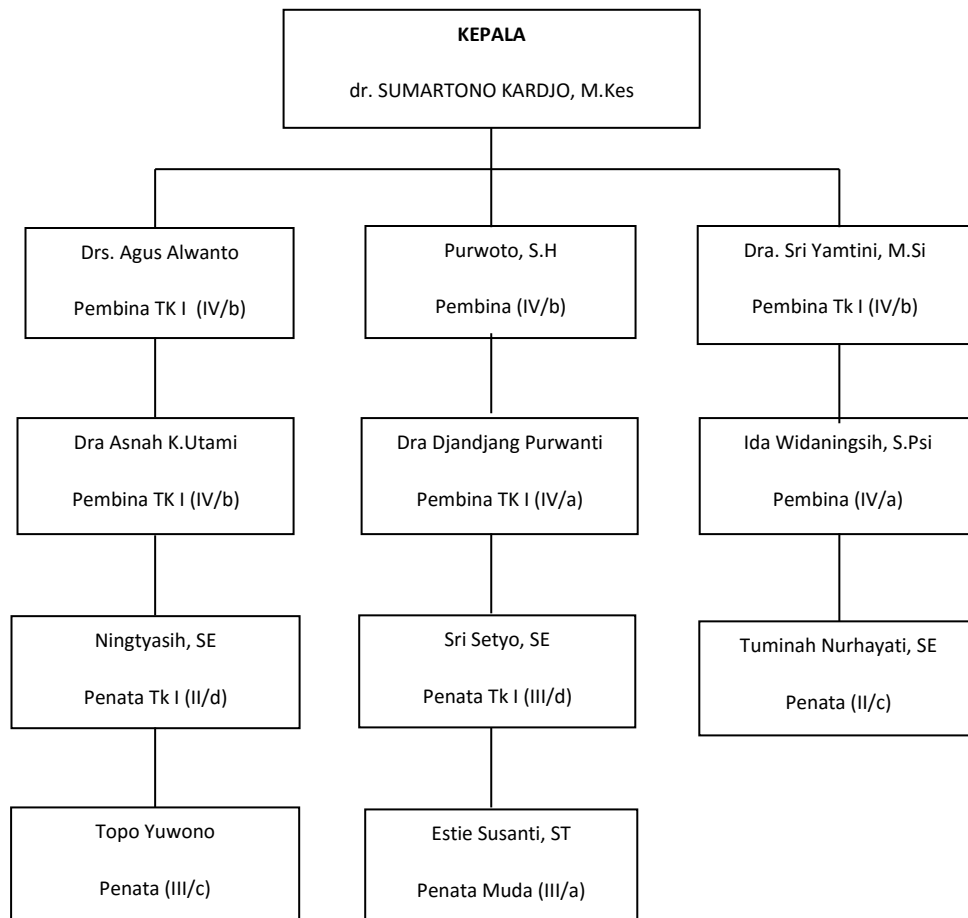 KEPALA
dr. SUMARTONO KARDJO, M.Kes
Drs. Agus Alwanto
Pembina TK I (IV/b)
Purwoto, S.H
Pembina (IV/b)
Dra. Sri Yamtini, M.Si
Pembina Tk I (IV/b)
Dra Asnah K.Utami
Pembina TK I (IV/b)
Dra Djandjang Purwanti
Pembina TK I (IV/a)
Ida Widaningsih, S.Psi
Pembina (IV/a)
Ningtyasih, SE
Penata Tk I (II/d)
Sri Setyo, SE
Penata Tk I (III/d)
Tuminah Nurhayati, SE
Penata (II/c)
Topo Yuwono
Penata (III/c)
Estie Susanti, ST
Penata Muda (III/a)